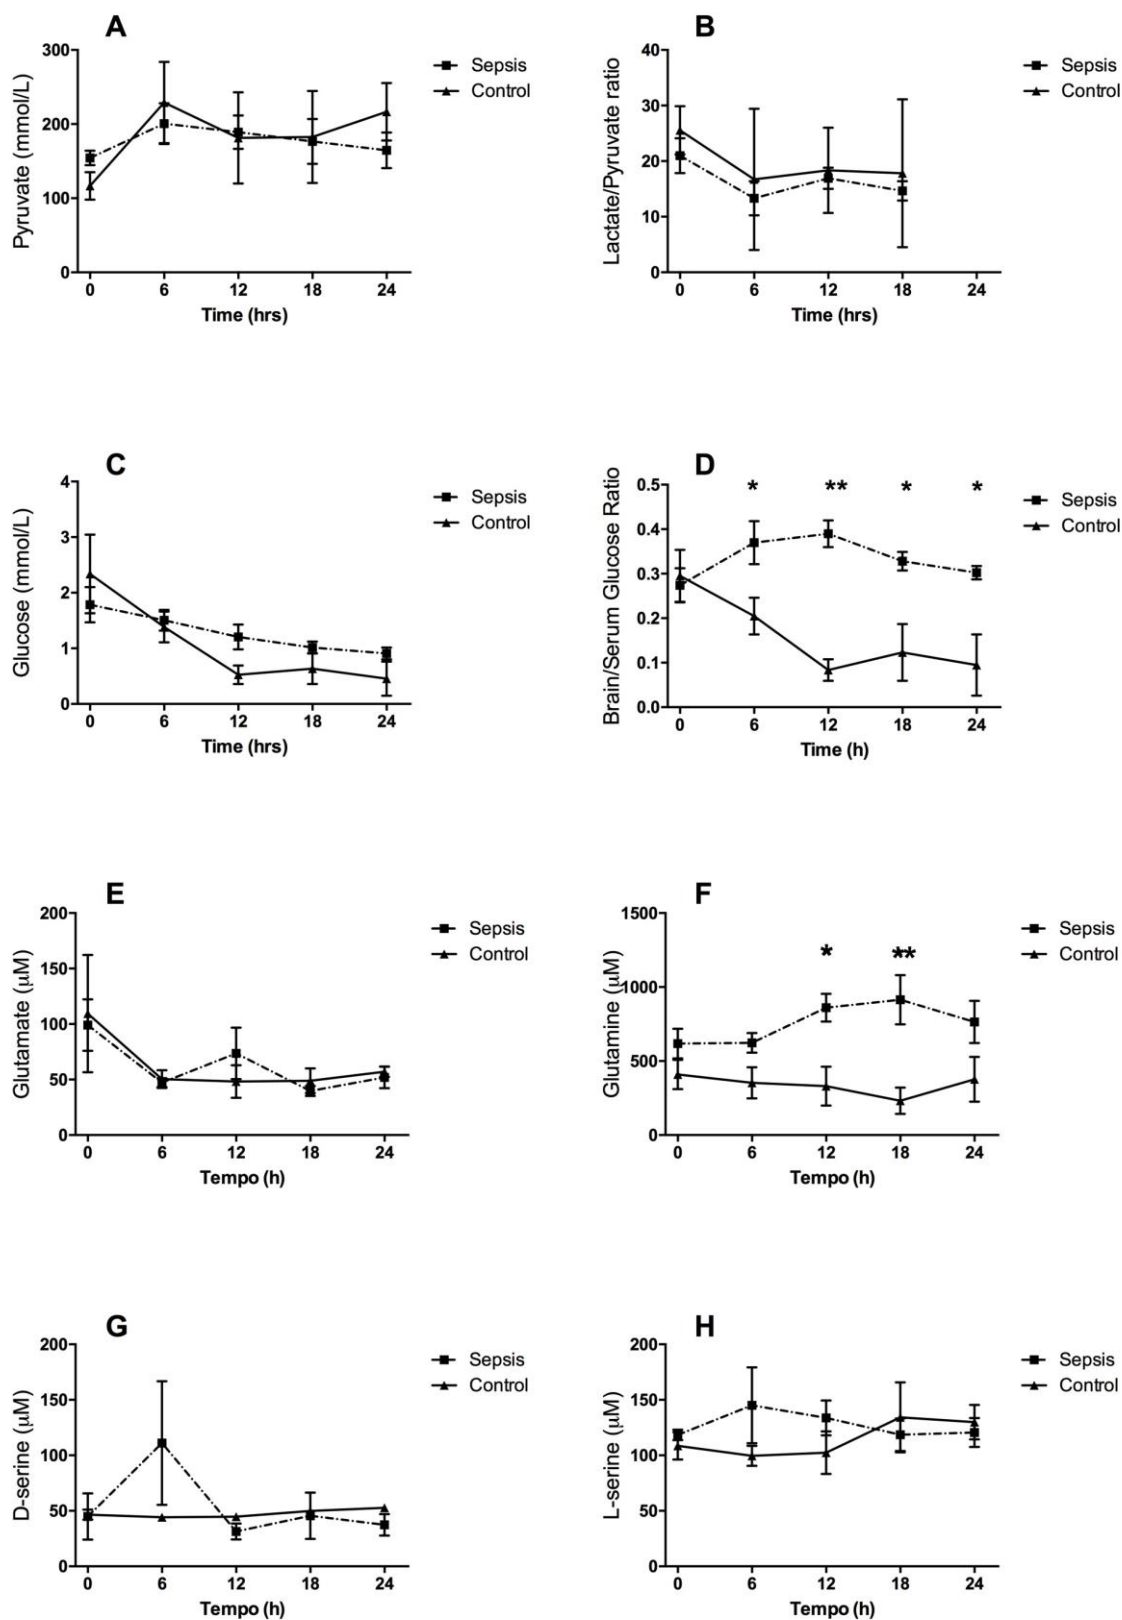 A
Pyruvate (mmol/L)
300
200
100
0
0 6 12 18 24
Time (hrs)
Sepsis
Control
B
Lactate/Pyruvate ratio
40
30
20
10
0
0 6 12 18 24
Time (hrs)
Sepsis
Control
C
Glucose (mmol/L)
4
3
2
1
0
0 6 12 18 24
Time (hrs)
Sepsis
Control
D
Brain/Serum Glucose Ratio
0.5
0.4
0.3
0.2
0.1
0.0
* ** * *
0 6 12 18 24
Time (h)
Sepsis
Control
E
Glutamate (μM)
200
150
100
50
0
0 6 12 18 24
Tempo (h)
Sepsis
Control
F
Glutamine (μM)
1500
1000
500
0
* **
0 6 12 18 24
Tempo (h)
Sepsis
Control
G
D-serine (μM)
200
150
100
50
0
0 6 12 18 24
Tempo (h)
Sepsis
Control
H
L-serine (μM)
200
150
100
50
0
0 6 12 18 24
Tempo (h)
Sepsis
Control